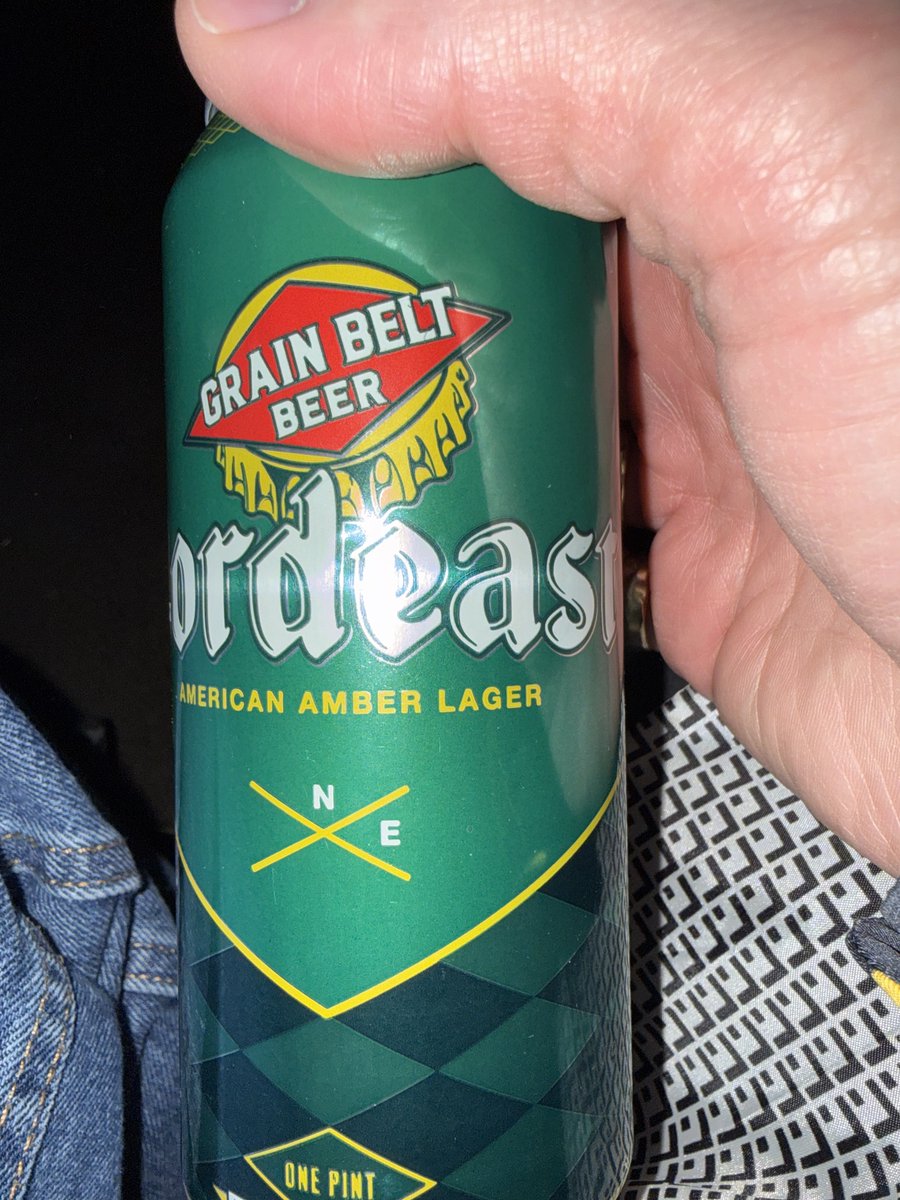 GRAIN BELT
BEER
ordeast
AMERICAN AMBER LAGER
N
E
ONE PINT